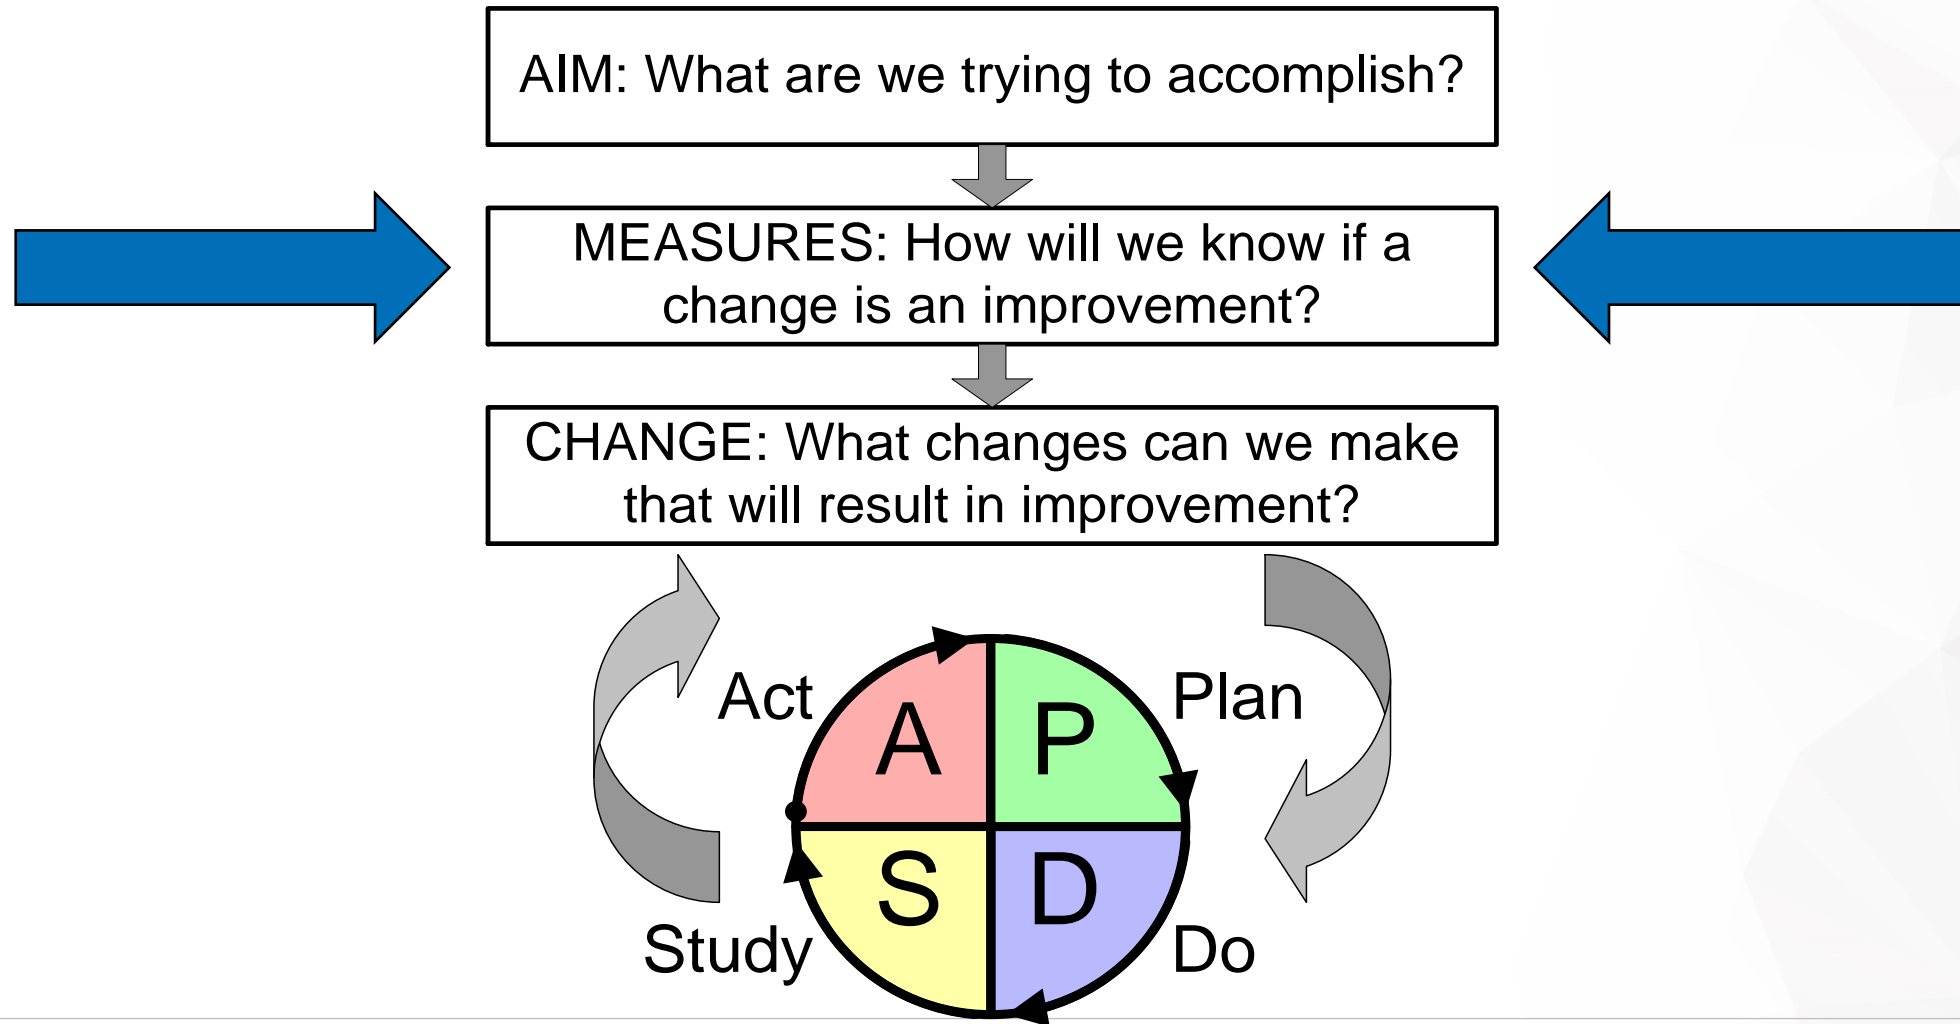 AIM: What are we trying to accomplish?
MEASURES: How will we know if a
change is an improvement?
CHANGE: What changes can we make
that will result in improvement?
Act
A
P
Plan
Study
S
D
Do